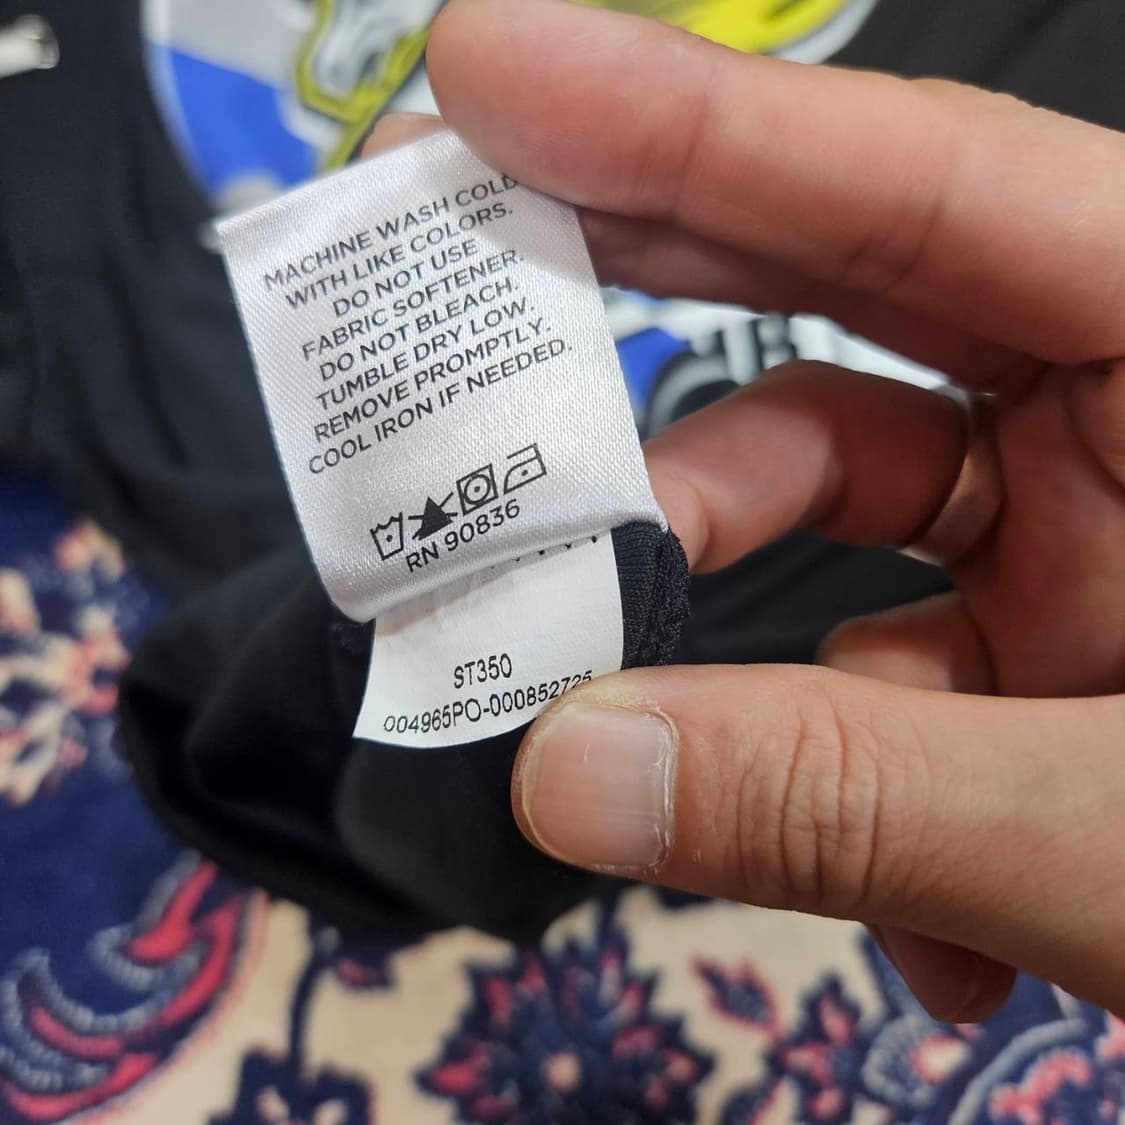 MACHINE WASH COLD
WITH LIKE COLORS.
DO NOT USE
FABRIC SOFTENER.
DO NOT BLEACH.
TUMBLE DRY LOW.
REMOVE PROMPTLY.
COOL IRON IF NEEDED.
RN 90836
ST350
004965PO-000852725